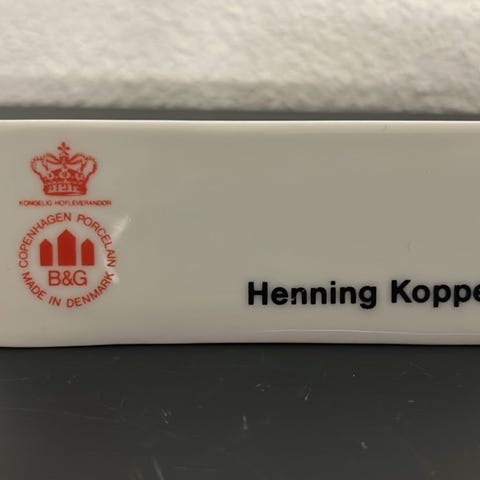 KONGELIG HOFLEVERANDØR
COPENHAGEN PORCELAIN
B&G
MADE IN DENMARK
Henning Koppe